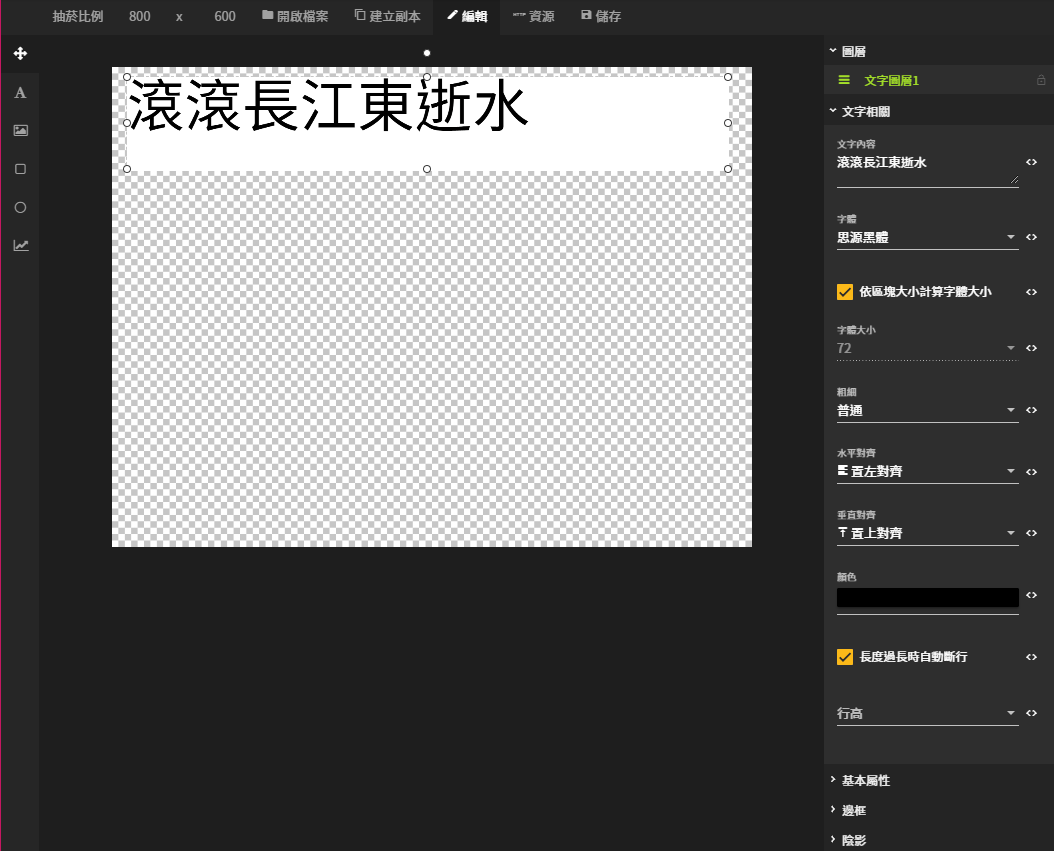 抽菸比例 800 x 600 開啟檔案 建立副本 編輯 HTTP 資源 儲存
A
滾滾長江東逝水
圖層
文字圖層1
文字相關
文字內容
滾滾長江東逝水
字體
思源黑體
依區塊大小計算字體大小
字體大小
72
粗細
普通
水平對齊
置左對齊
垂直對齊
置上對齊
顏色
長度過長時自動斷行
行高
基本屬性
邊框
陰影